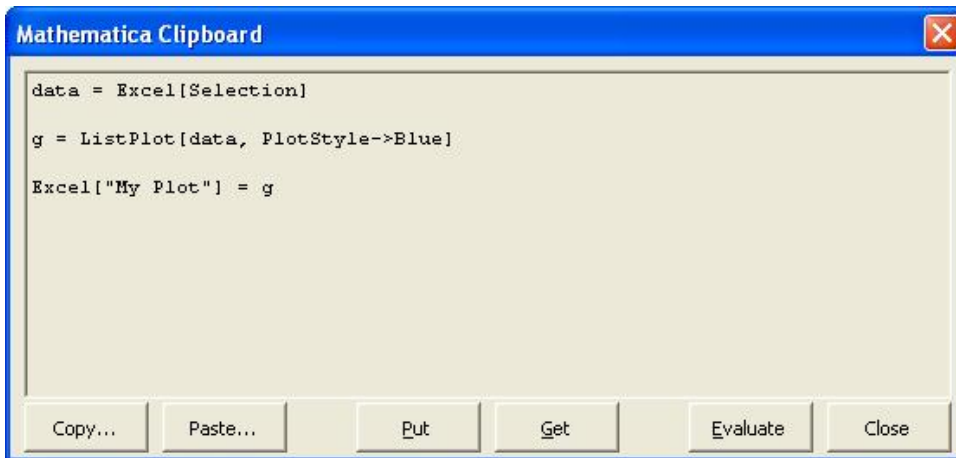 Mathematica Clipboard
data = Excel[Selection]
g = ListPlot[data, PlotStyle->Blue]
Excel["My Plot"] = g
Copy... Paste... Put Get Evaluate Close